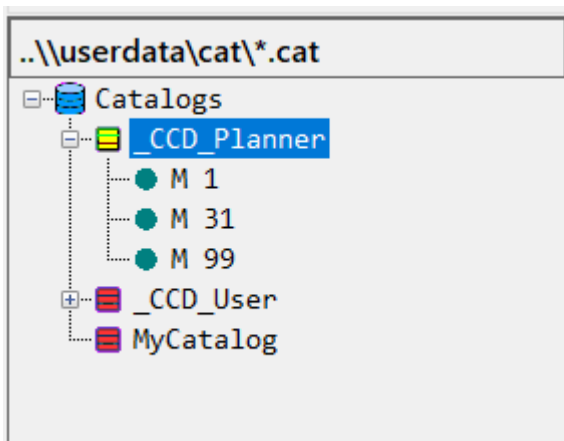 ..\\userdata\cat\*.cat
Catalogs
_CCD_Planner
M 1
M 31
M 99
_CCD_User
MyCatalog